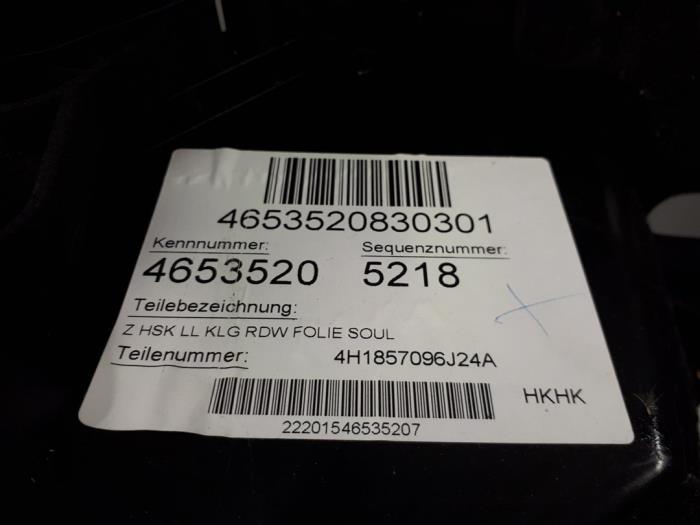 4653520830301
Kennnummer: Sequenznummer:
4653520 5218
Teilebezeichnung:
Z HSK LL KLG RDW FOLIE SOUL
Teilenummer: 4H1857096J24A
HKHK
22201546535207